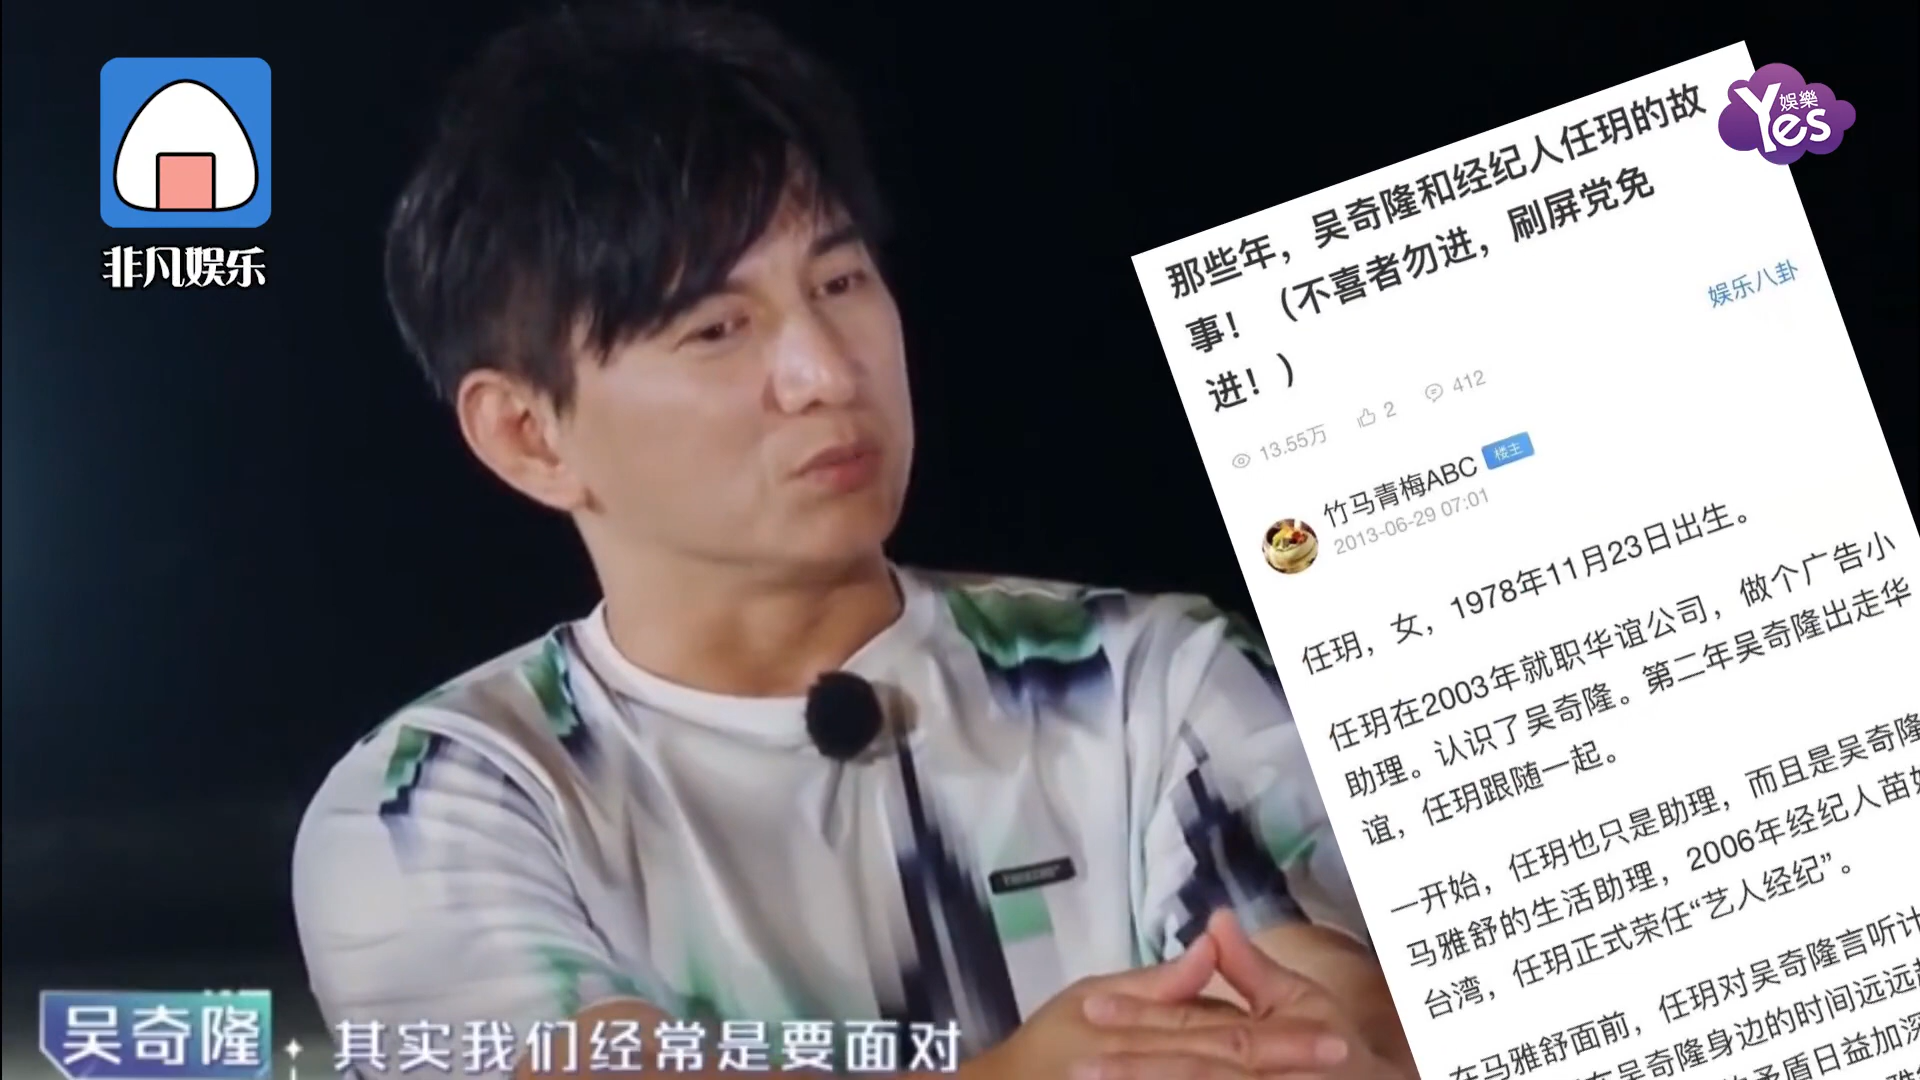 非凡娱乐
Yes
娱樂
那些年，吴奇隆和经纪人任玥的故
事！（不喜者勿进，刷屏党免
进！）
娱乐八卦
13.55万
2
412
竹马青梅ABC
楼主
2013-06-29 07:01
任玥，女，1978年11月23日出生。
任玥在2003年就职华谊公司，做个广告小
助理。认识了吴奇隆。第二年吴奇隆出走华
谊，任玥跟随一起。
一开始，任玥也只是助理，而且是吴奇隆
马雅舒的生活助理，2006年经纪人苗
台湾，任玥正式荣任“艺人经纪”。
在马雅舒面前，任玥对吴奇隆言听计
在吴奇隆身边的时间远远
矛盾日益加深
吴奇隆：其实我们经常是要面对